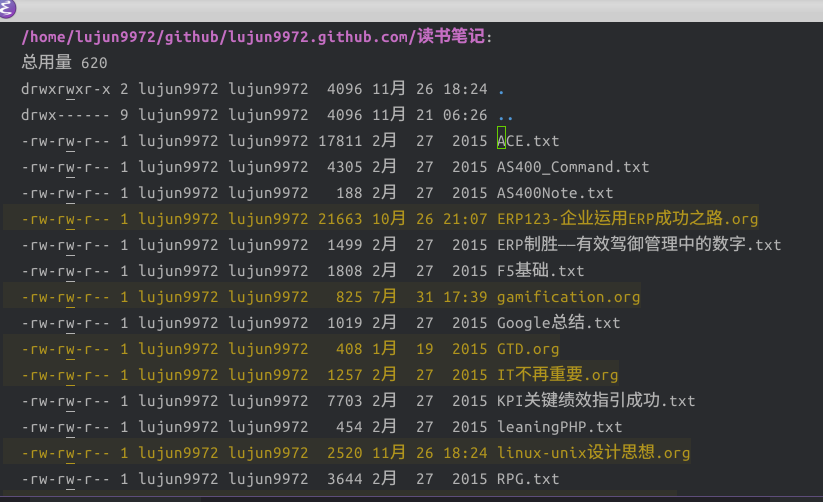 /home/lujun9972/github/lujun9972.github.com/读书笔记:
总用量 620
drwxrwxr-x 2 lujun9972 lujun9972  4096 11月 26 18:24 .
drwx------ 9 lujun9972 lujun9972  4096 11月 21 06:26 ..
-rw-rw-r-- 1 lujun9972 lujun9972 17811 2月  27  2015 ACE.txt
-rw-rw-r-- 1 lujun9972 lujun9972  4305 2月  27  2015 AS400_Command.txt
-rw-rw-r-- 1 lujun9972 lujun9972   188 2月  27  2015 AS400Note.txt
-rw-rw-r-- 1 lujun9972 lujun9972 21663 10月 26 21:07 ERP123-企业运用ERP成功之路.org
-rw-rw-r-- 1 lujun9972 lujun9972  1499 2月  27  2015 ERP制胜——有效驾御管理中的数字.txt
-rw-rw-r-- 1 lujun9972 lujun9972  1808 2月  27  2015 F5基础.txt
-rw-rw-r-- 1 lujun9972 lujun9972   825 7月  31 17:39 gamification.org
-rw-rw-r-- 1 lujun9972 lujun9972  1019 2月  27  2015 Google总结.txt
-rw-rw-r-- 1 lujun9972 lujun9972   408 1月  19  2015 GTD.org
-rw-rw-r-- 1 lujun9972 lujun9972  1257 2月  27  2015 IT不再重要.org
-rw-rw-r-- 1 lujun9972 lujun9972  7703 2月  27  2015 KPI关键绩效指引成功.txt
-rw-rw-r-- 1 lujun9972 lujun9972   454 2月  27  2015 leaningPHP.txt
-rw-rw-r-- 1 lujun9972 lujun9972  2520 11月 26 18:24 linux-unix设计思想.org
-rw-rw-r-- 1 lujun9972 lujun9972  3644 2月  27  2015 RPG.txt